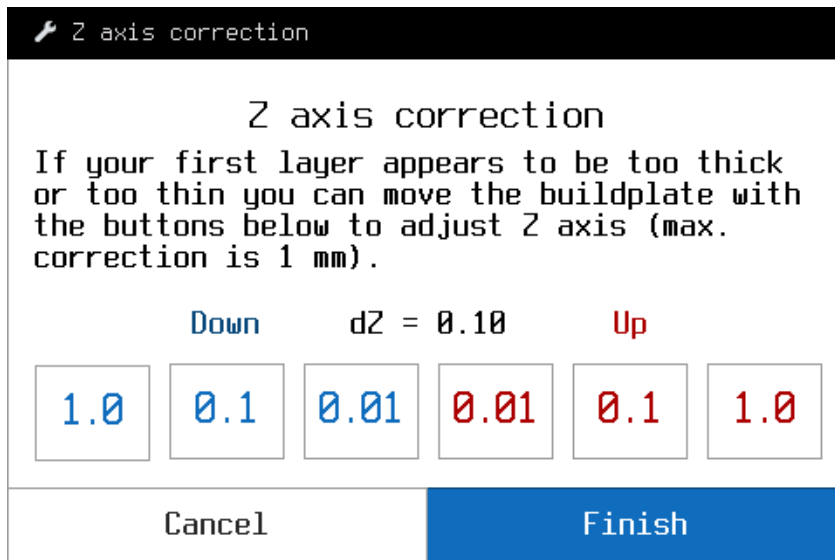 Z axis correction
Z axis correction
If your first layer appears to be too thick
or too thin you can move the buildplate with
the buttons below to adjust Z axis (max.
correction is 1 mm).
Down dZ = 0.10 Up
1.0 0.1 0.01 0.01 0.1 1.0
Cancel Finish